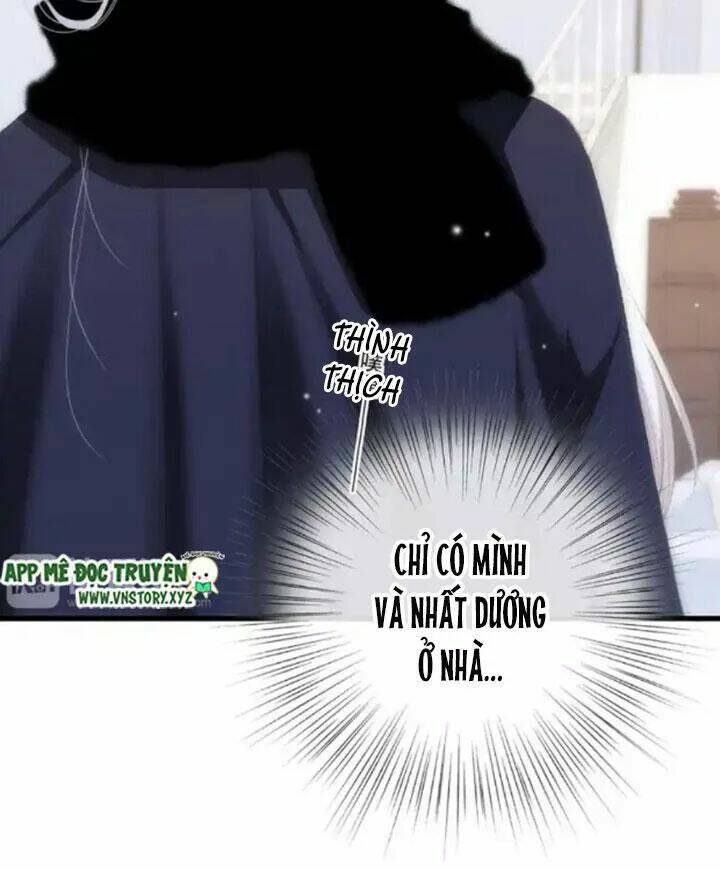 THÌNH
THỊCH
CHỈ CÓ MÌNH
VÀ NHẤT DƯƠNG
Ở NHÀ...
APP MÊ ĐỌC TRUYỆN
WWW.VNSTORY.XYZ